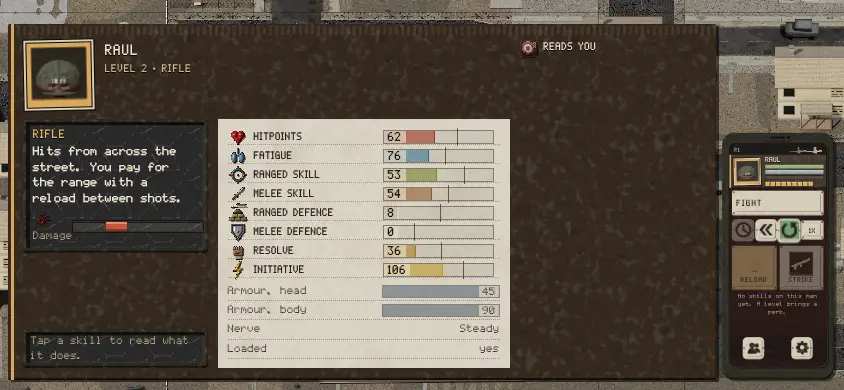 RAUL
LEVEL 2 · RIFLE
READS YOU
RIFLE
Hits from across the
street. You pay for
the range with a
reload between shots.
Damage
Tap a skill to read what
it does.
HITPOINTS 62
FATIGUE 76
RANGED SKILL 53
MELEE SKILL 54
RANGED DEFENCE 8
MELEE DEFENCE 0
RESOLVE 36
INITIATIVE 106
Armour, head 45
Armour, body 90
Nerve Steady
Loaded yes
R1
RAUL
FIGHT
1X
RELOAD
STRIKE
No skills on this man
yet. A level brings a
perk.